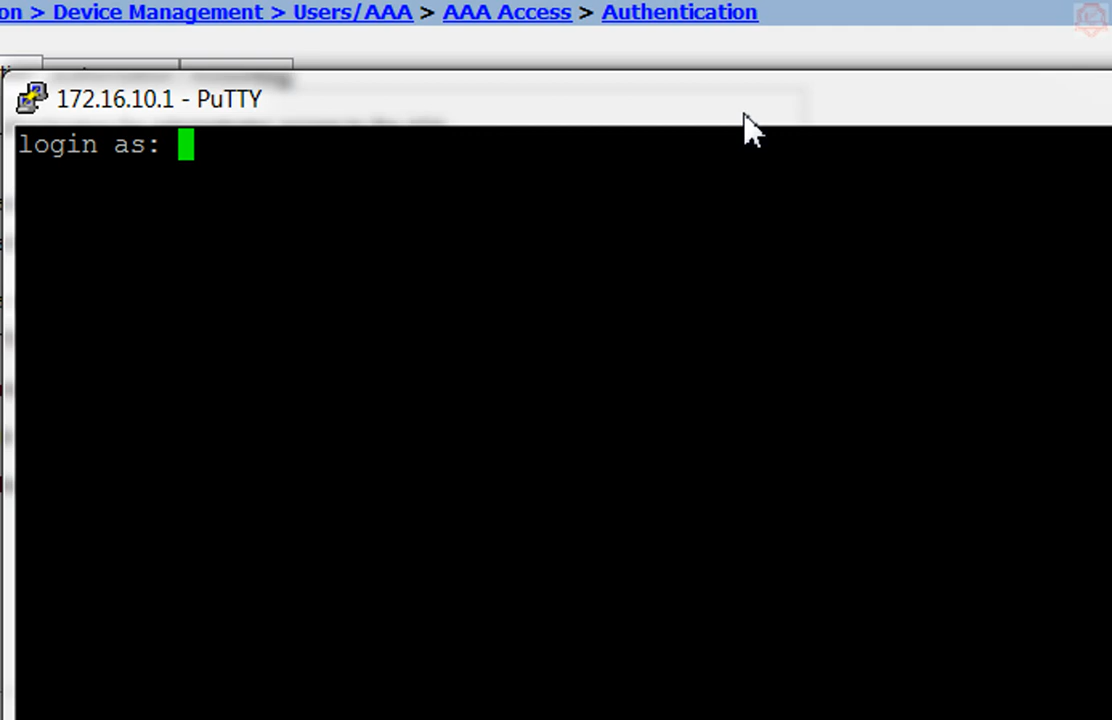 on > Device Management > Users/AAA > AAA Access > Authentication
172.16.10.1 - PuTTY
login as: